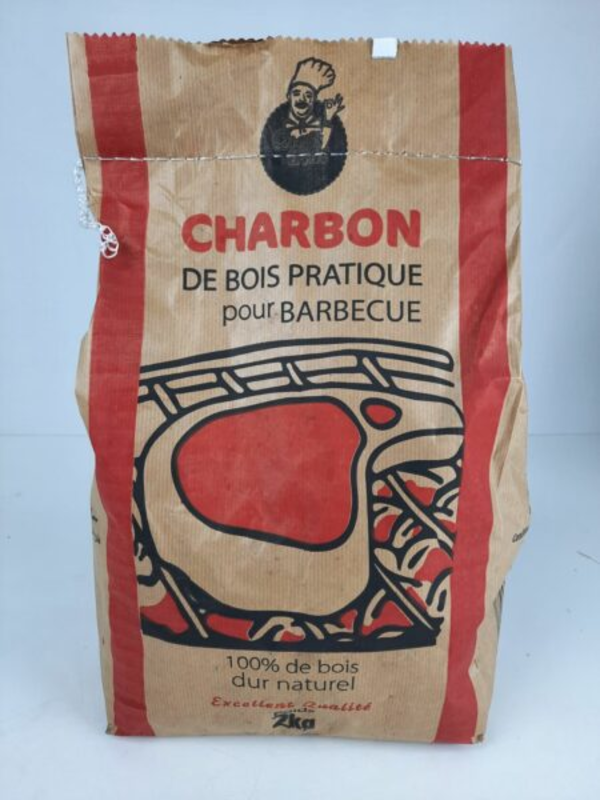 CHARBON
DE BOIS PRATIQUE
pour BARBECUE
100% de bois
dur naturel
Excellent Qualité
2kg